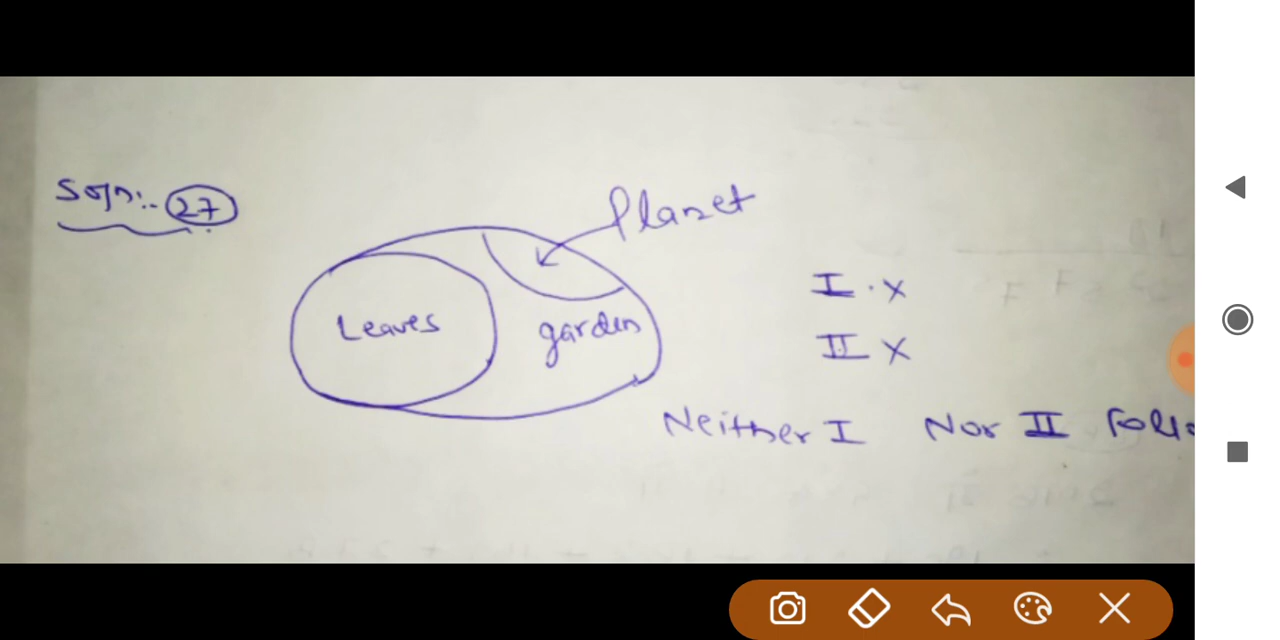 Soln:- 27
Planet
Leaves
garden
I. x
II x
Neither I Nor II